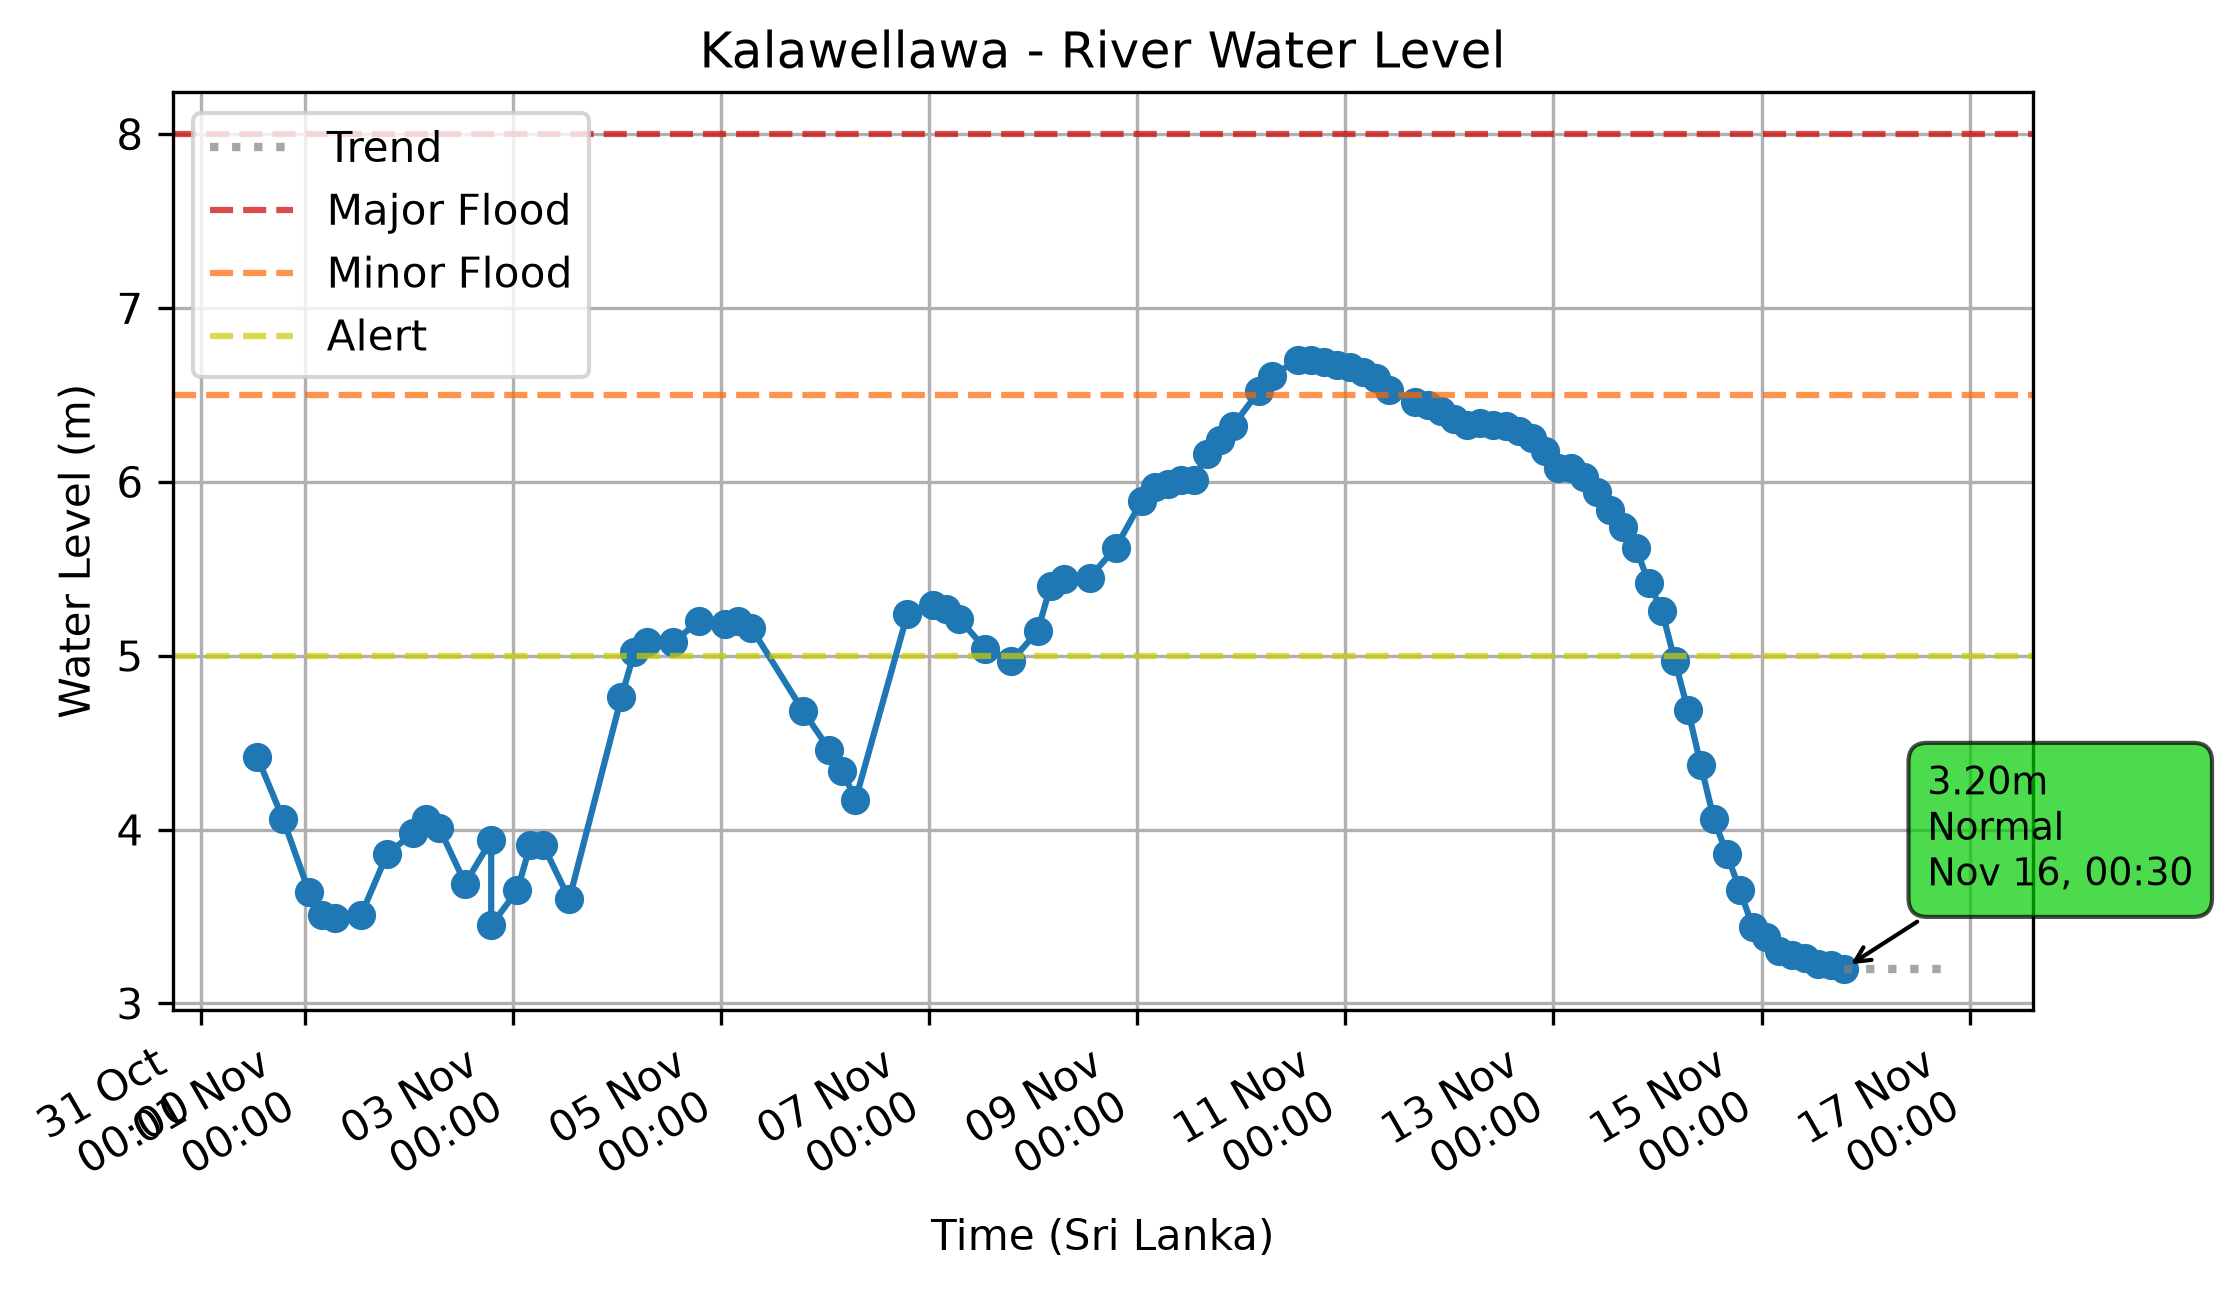 Kalawellawa - River Water Level
Trend
Major Flood
Minor Flood
Alert
8
7
6
5
4
3
Water Level (m)
3.20m
Normal
Nov 16, 00:30
31 Oct
00:00
01 Nov
00:00
03 Nov
00:00
05 Nov
00:00
07 Nov
00:00
09 Nov
00:00
11 Nov
00:00
13 Nov
00:00
15 Nov
00:00
17 Nov
00:00
Time (Sri Lanka)